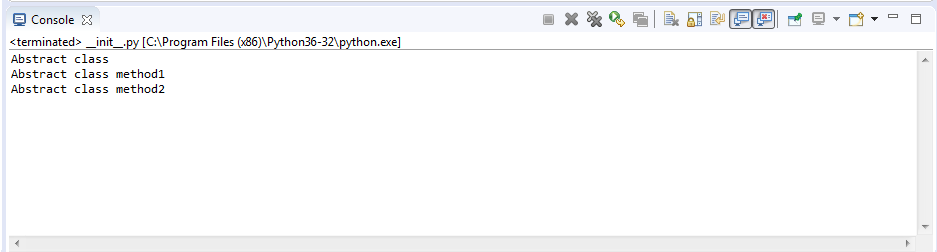 Console
<terminated> __init__.py [C:\Program Files (x86)\Python36-32\python.exe]
Abstract class
Abstract class method1
Abstract class method2